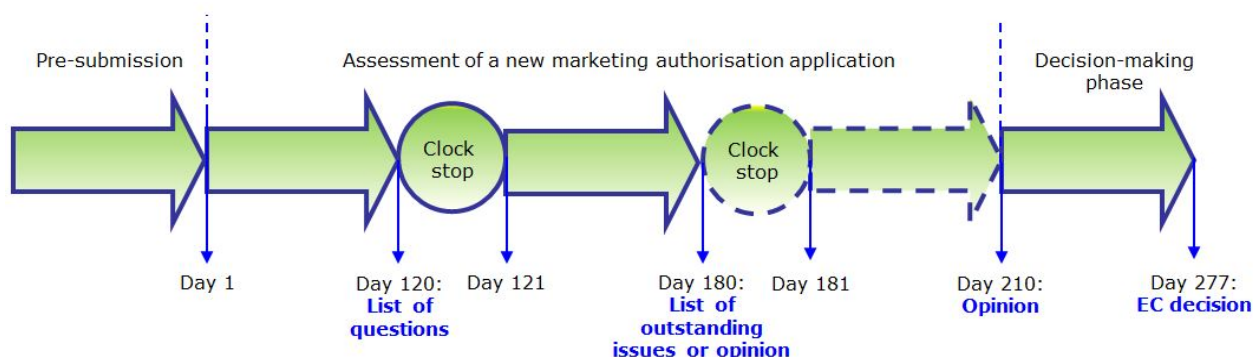 Pre-submission
Assessment of a new marketing authorisation application
Decision-making
phase
Clock
stop
Clock
stop
Day 1
Day 120:
List of
questions
Day 121
Day 180:
List of
outstanding
issues or opinion
Day 181
Day 210:
Opinion
Day 277:
EC decision